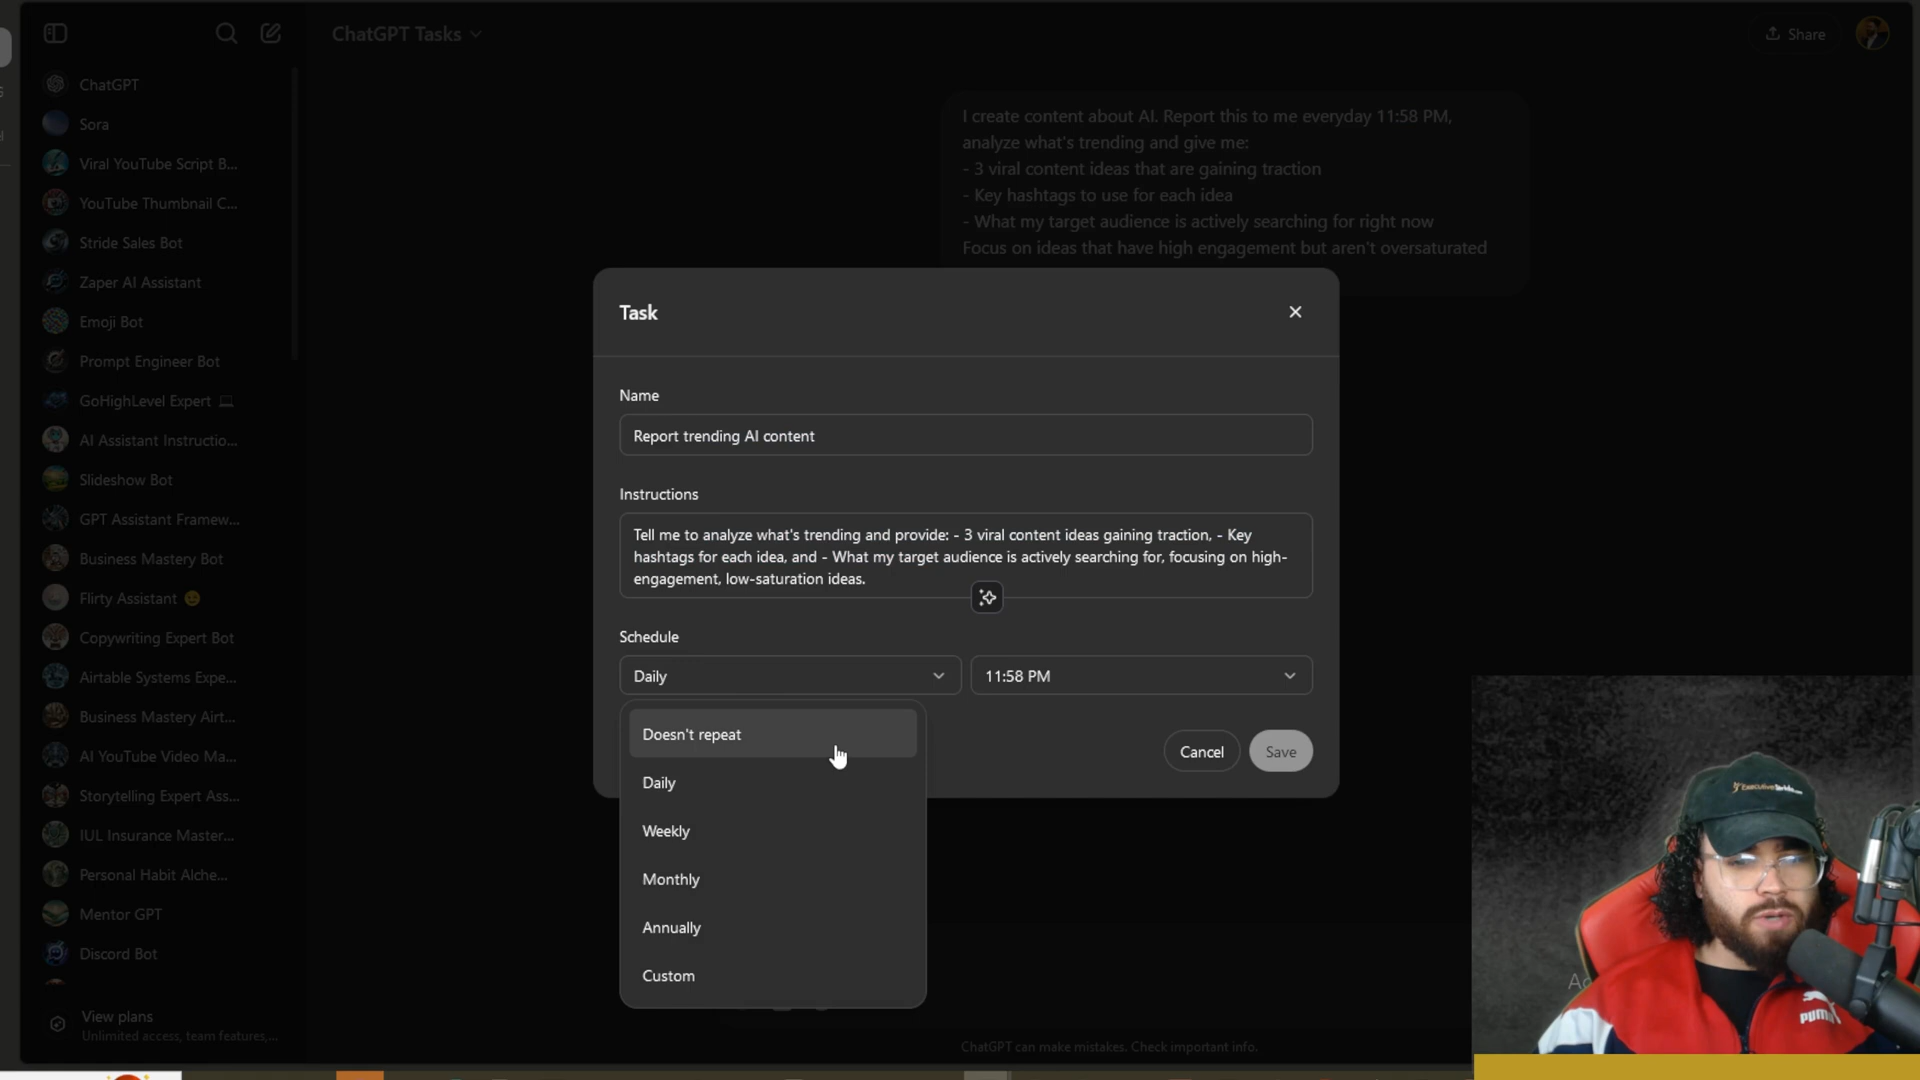 ChatGPT Tasks
Share
ChatGPT
Sora
Viral YouTube Script B...
YouTube Thumbnail C...
Stride Sales Bot
Zaper AI Assistant
Emoji Bot
Prompt Engineer Bot
GoHighLevel Expert 💻
AI Assistant Instructio...
Slideshow Bot
GPT Assistant Framew...
Business Mastery Bot
Flirty Assistant 😉
Copywriting Expert Bot
Airtable Systems Expe...
Business Mastery Airt...
AI YouTube Video Ma...
Storytelling Expert Ass...
IUL Insurance Master...
Personal Habit Alche...
Mentor GPT
Discord Bot
View plans
Unlimited access, team features,...
I create content about AI. Report this to me everyday 11:58 PM,
analyze what's trending and give me:
- 3 viral content ideas that are gaining traction
- Key hashtags to use for each idea
- What my target audience is actively searching for right now
Focus on ideas that have high engagement but aren't oversaturated
Task
Name
Report trending AI content
Instructions
Tell me to analyze what's trending and provide: - 3 viral content ideas gaining traction, - Key
hashtags for each idea, and - What my target audience is actively searching for, focusing on high-
engagement, low-saturation ideas.
Schedule
Daily
11:58 PM
Doesn't repeat
Daily
Weekly
Monthly
Annually
Custom
Cancel
Save
ChatGPT can make mistakes. Check important info.
PUMA